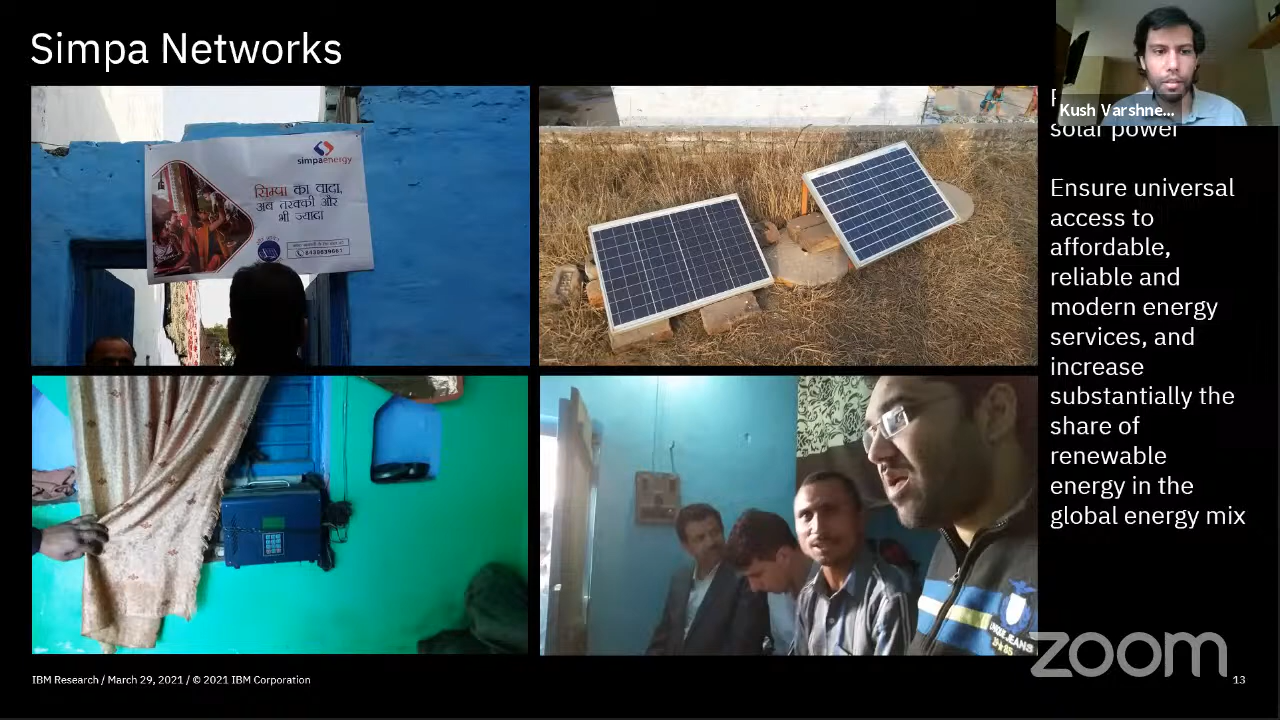 Simpa Networks
simpaenergy
सिम्पा का वादा,
अब तरक्की और
भी ज्यादा
Kush Varshne...
solar power
Ensure universal
access to
affordable,
reliable and
modern energy
services, and
increase
substantially the
share of
renewable
energy in the
global energy mix
JEANS
zoom
IBM Research / March 29, 2021 / © 2021 IBM Corporation
13